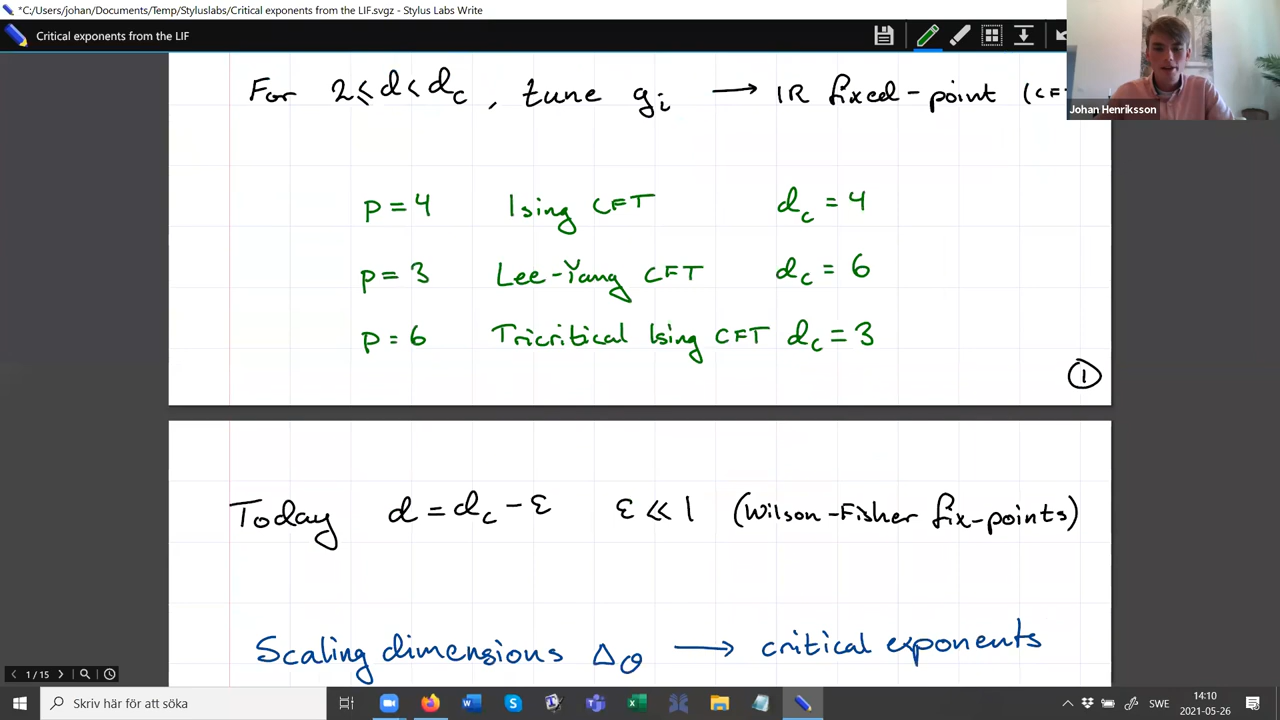 *C:/Users/johan/Documents/Temp/Styluslabs/Critical exponents from the LIF.svgz - Stylus Labs Write
Critical exponents from the LIF
For 2≤d<d_c, tune g_i → IR fixed-point (CF
Johan Henriksson
p = 4 Ising CFT d_c = 4
p = 3 Lee-Yang CFT d_c = 6
p = 6 Tricritical Ising CFT d_c = 3
1
Today d = d_c - ε ε ≪ 1 (Wilson-Fisher fix-points)
Scaling dimensions Δ_O → critical exponents
1/15
Skriv här för att söka
SWE
14:10
2021-05-26